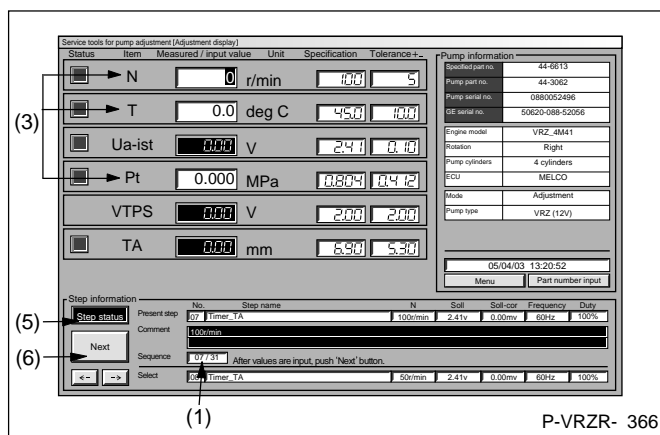 Service tools for pump adjustment [Adjustment display]
Status Item Measured / input value Unit Specification Tolerance+_
N 0 r/min 100 5
T 0.0 deg C 45.0 10.0
Ua-ist 0.00 V 2.41 0.10
Pt 0.000 MPa 0.804 0.412
VTPS 0.00 V 2.00 2.00
TA 0.00 mm 6.90 5.30
(3)
Pump information
Specified part no. 44-6613
Pump part no. 44-3062
Pump serial no. 0880052496
GE serial no. 50620-088-52056
Engine model VRZ_4M41
Rotation Right
Pump cylinders 4 cylinders
ECU MELCO
Mode Adjustment
Pump type VRZ (12V)
05/04/03 13:20:52
Menu Part number input
Step information
No. Step name N Soll Soll-cor Frequency Duty
(5) Step status Present step 07 Timer_TA 100r/min 2.41v 0.00mv 60Hz 100%
Comment 100r/min
(6) Next
Sequence 07 / 31 After values are input, push 'Next' button.
<- -> Select Timer_TA 50r/min 2.41v 0.00mv 60Hz 100%
(1)
P-VRZR- 366